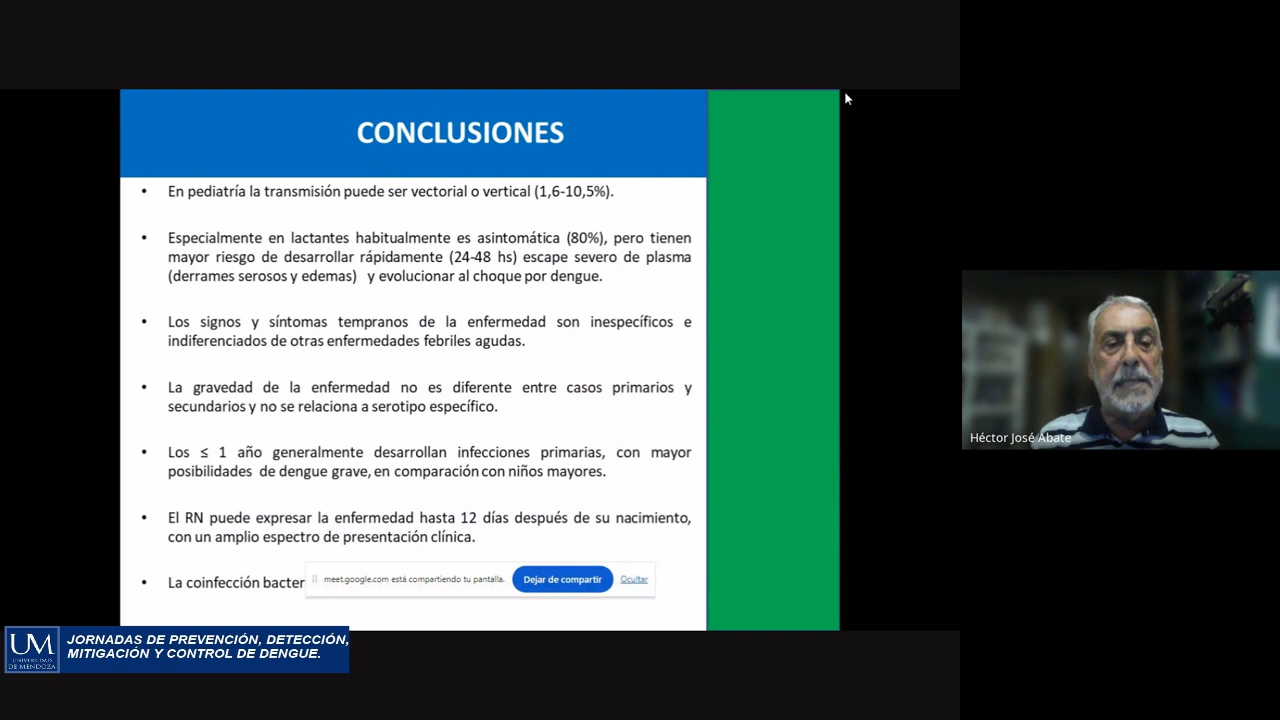 CONCLUSIONES
• En pediatría la transmisión puede ser vectorial o vertical (1,6-10,5%).
• Especialmente en lactantes habitualmente es asintomática (80%), pero tienen
mayor riesgo de desarrollar rápidamente (24-48 hs) escape severo de plasma
(derrames serosos y edemas) y evolucionar al choque por dengue.
• Los signos y síntomas tempranos de la enfermedad son inespecíficos e
indiferenciados de otras enfermedades febriles agudas.
• La gravedad de la enfermedad no es diferente entre casos primarios y
secundarios y no se relaciona a serotipo específico.
• Los ≤ 1 año generalmente desarrollan infecciones primarias, con mayor
posibilidades de dengue grave, en comparación con niños mayores.
• El RN puede expresar la enfermedad hasta 12 días después de su nacimiento,
con un amplio espectro de presentación clínica.
• La coinfección bacter
meet.google.com está compartiendo tu pantalla. Dejar de compartir Ocultar
Héctor José Abate
UM
UNIVERSIDAD
DE MENDOZA
JORNADAS DE PREVENCIÓN, DETECCIÓN,
MITIGACIÓN Y CONTROL DE DENGUE.